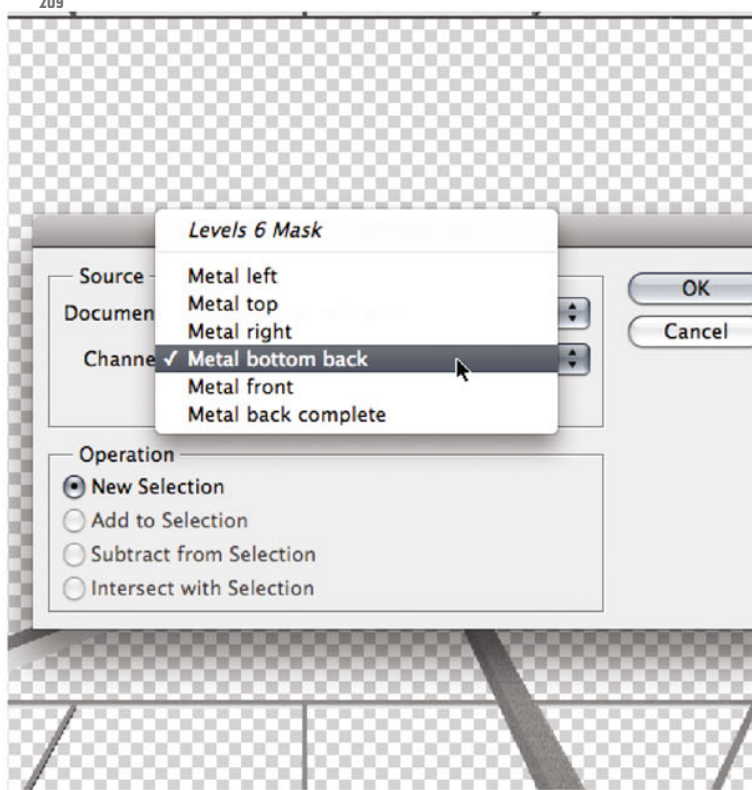 209
Levels 6 Mask
Source
Metal left
Documen
Metal top
Metal right
Channe ✓ Metal bottom back
Metal front
Metal back complete
OK
Cancel
Operation
New Selection
Add to Selection
Subtract from Selection
Intersect with Selection